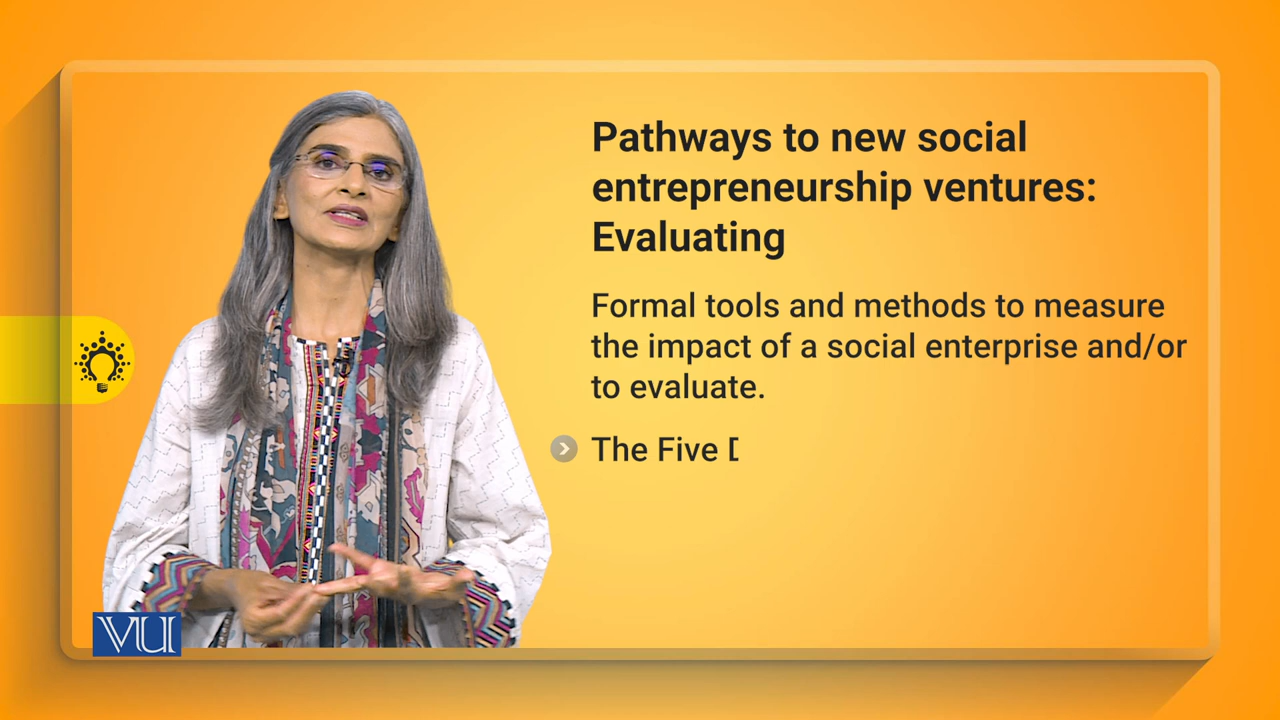 Pathways to new social
entrepreneurship ventures:
Evaluating
Formal tools and methods to measure
the impact of a social enterprise and/or
to evaluate.
The Five
VU